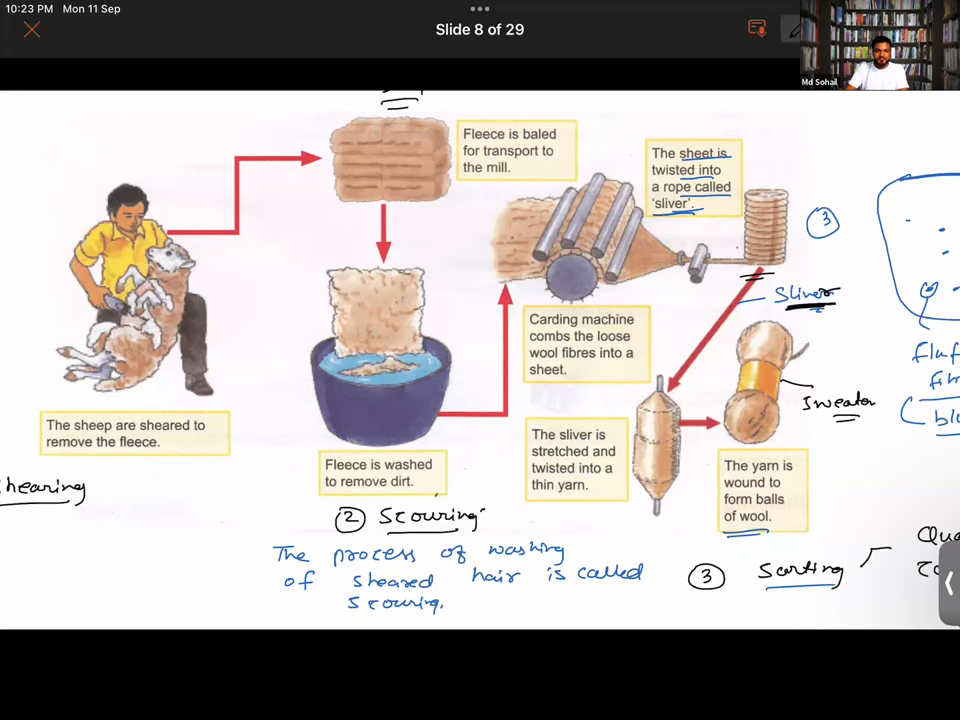 10:23 PM Mon 11 Sep
Slide 8 of 29
Md Sohail
Fleece is baled
for transport to
the mill.
The sheet is
twisted into
a rope called
'sliver'.
3
Sliver
Carding machine
combs the loose
wool fibres into a
sheet.
Sweater
The sheep are sheared to
remove the fleece.
Fleece is washed
to remove dirt.
The sliver is
stretched and
twisted into a
thin yarn.
The yarn is
wound to
form balls
of wool.
hearing
2 Scouring
The process of washing
of sheared hair is called
scouring.
3 Sorting